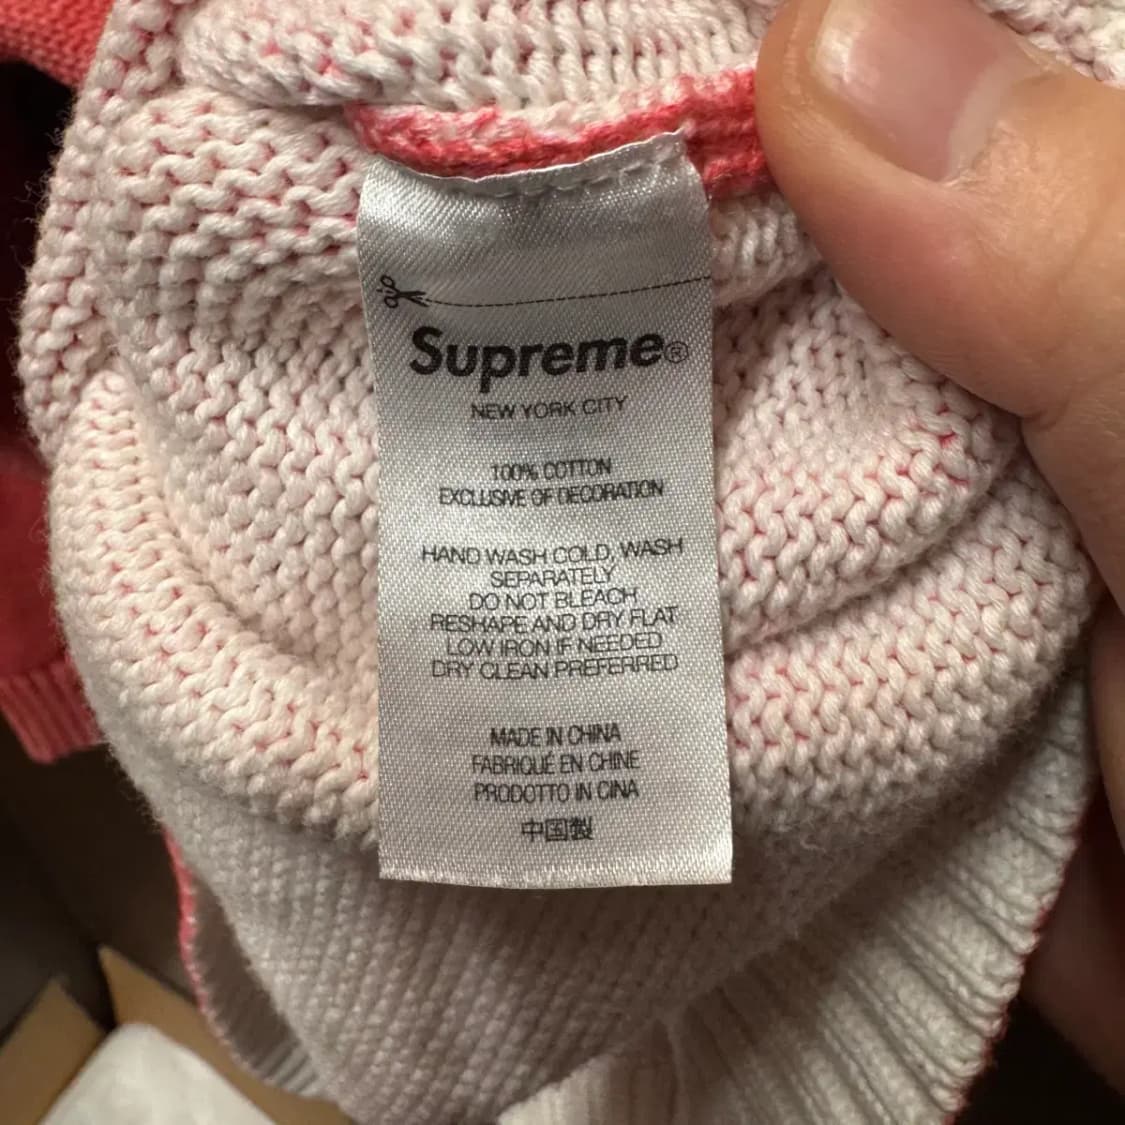 Supreme®
NEW YORK CITY
100% COTTON
EXCLUSIVE OF DECORATION
HAND WASH COLD, WASH
SEPARATELY
DO NOT BLEACH
RESHAPE AND DRY FLAT
LOW IRON IF NEEDED
DRY CLEAN PREFERRED
MADE IN CHINA
FABRIQUÉ EN CHINE
PRODOTTO IN CINA
中国製